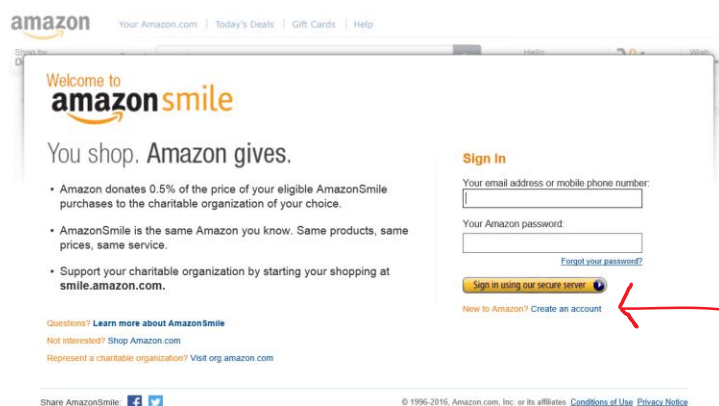 amazon
Your Amazon.com | Today's Deals | Gift Cards | Help
Shop by
Hello
0
Wish
Welcome to
amazonsmile
You shop. Amazon gives.
• Amazon donates 0.5% of the price of your eligible AmazonSmile
purchases to the charitable organization of your choice.
• AmazonSmile is the same Amazon you know. Same products, same
prices, same service.
• Support your charitable organization by starting your shopping at
smile.amazon.com.
Questions? Learn more about AmazonSmile
Not interested? Shop Amazon.com
Represent a charitable organization? Visit org.amazon.com
Sign In
Your email address or mobile phone number:
Your Amazon password:
Forgot your password?
Sign in using our secure server
New to Amazon? Create an account
Share AmazonSmile:
© 1996-2016, Amazon.com, Inc. or its affiliates Conditions of Use Privacy Notice